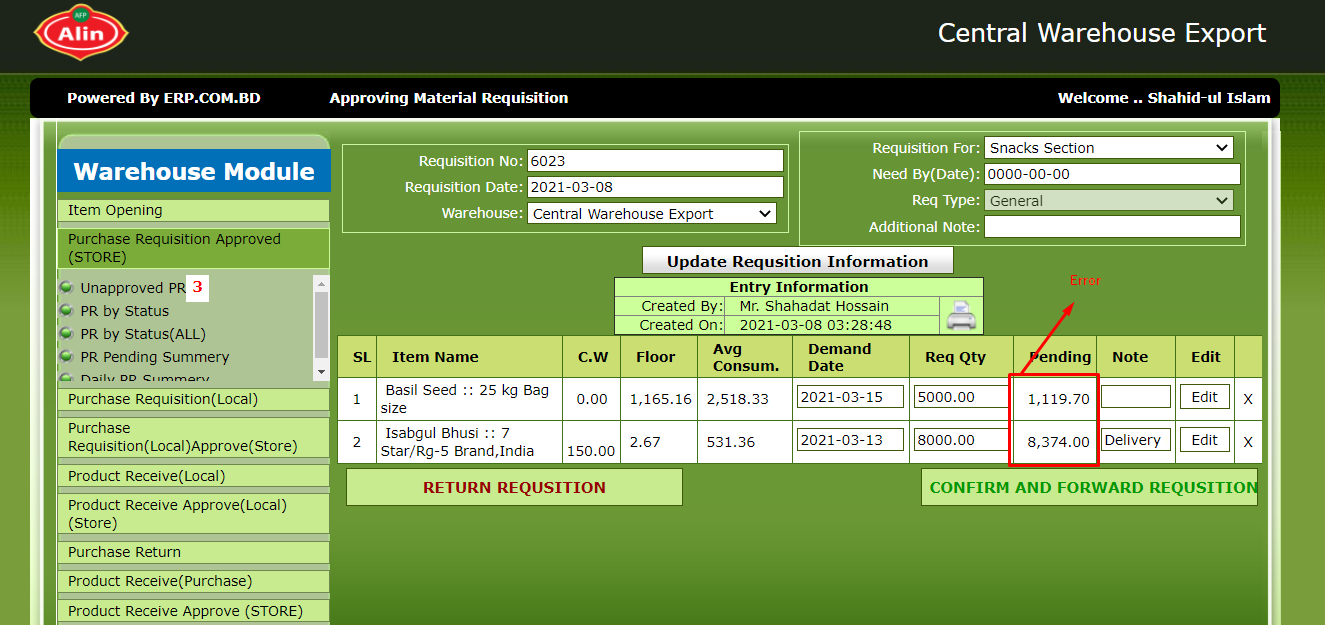 AFP
Alin
Central Warehouse Export
Powered By ERP.COM.BD
Approving Material Requisition
Welcome .. Shahid-ul Islam
Warehouse Module
Item Opening
Purchase Requisition Approved
(STORE)
Unapproved PR 3
PR by Status
PR by Status(ALL)
PR Pending Summery
Daily PR Summery
Purchase Requisition(Local)
Purchase
Requisition(Local)Approve(Store)
Product Receive(Local)
Product Receive Approve(Local)
(Store)
Purchase Return
Product Receive(Purchase)
Product Receive Approve (STORE)
Requisition No: 6023
Requisition Date: 2021-03-08
Warehouse: Central Warehouse Export
Requisition For: Snacks Section
Need By(Date): 0000-00-00
Req Type: General
Additional Note:
Update Requsition Information
Entry Information
Created By: Mr. Shahadat Hossain
Created On: 2021-03-08 03:28:48
Error
SL Item Name C.W Floor Avg Consum. Demand Date Req Qty Pending Note Edit
1 Basil Seed :: 25 kg Bag size 0.00 1,165.16 2,518.33 2021-03-15 5000.00 1,119.70 Edit X
2 Isabgul Bhusi :: 7 Star/Rg-5 Brand,India 150.00 2.67 531.36 2021-03-13 8000.00 8,374.00 Delivery Edit X
RETURN REQUSITION
CONFIRM AND FORWARD REQUSITION